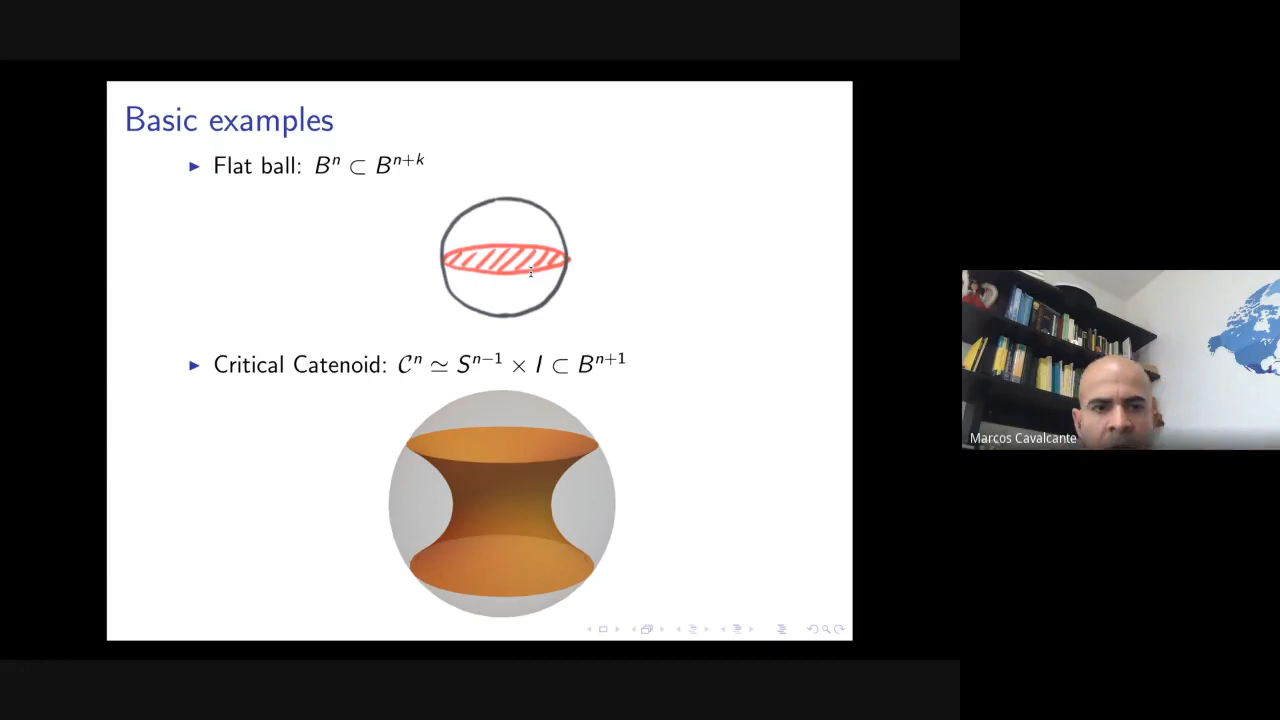 Basic examples
▶ Flat ball: Bⁿ ⊂ Bⁿ⁺ᵏ
▶ Critical Catenoid: 𝒞ⁿ ≃ Sⁿ⁻¹ × I ⊂ Bⁿ⁺¹
Marcos Cavalcante